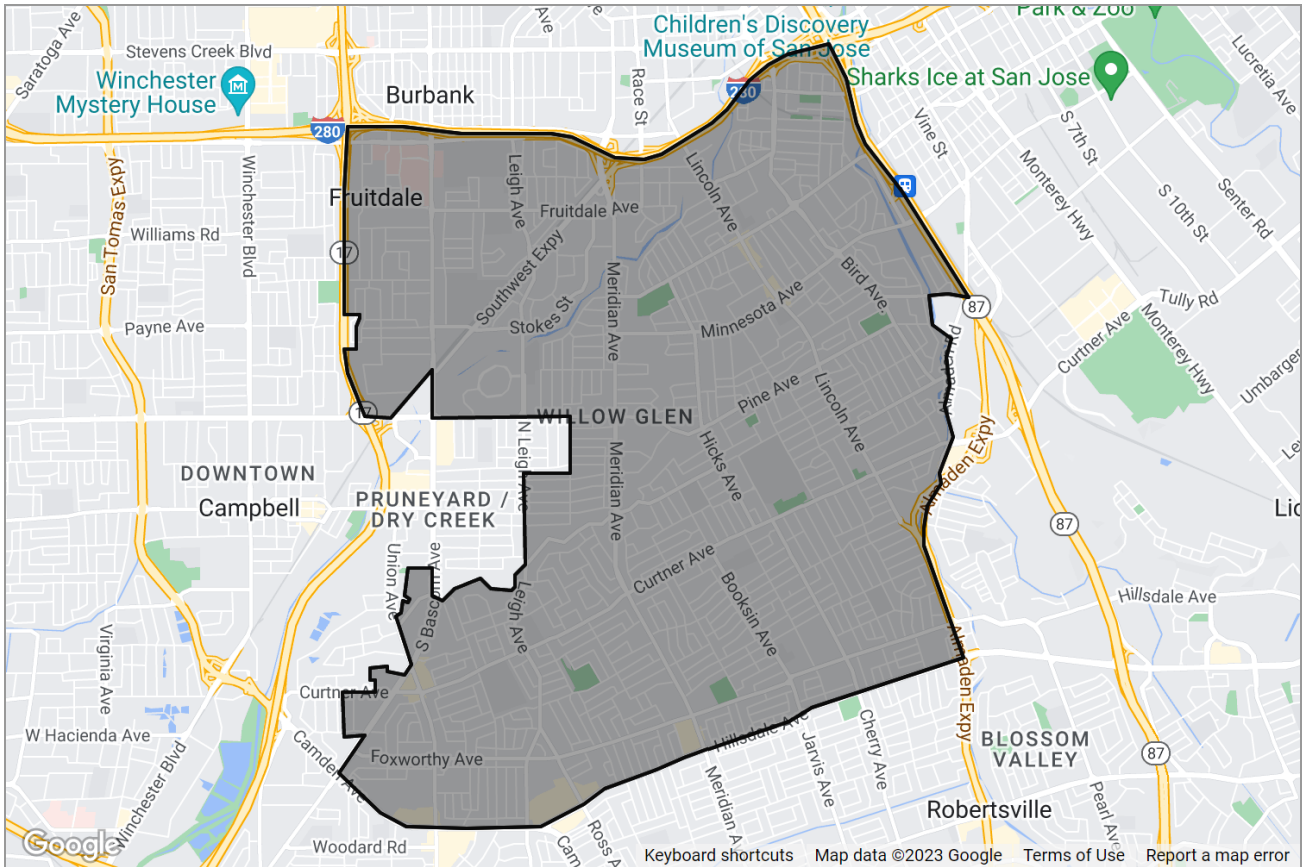 Saratoga Ave
Stevens Creek Blvd
Winchester
Mystery House
Burbank
Race St
Children's Discovery
Museum of San Jose
Park & Zoo
Sharks Ice at San Jose
Lucretia Ave
280
280
San Tomas Expy
Winchester Blvd
Fruitdale
Leigh Ave
Fruitdale Ave
Lincoln Ave
Vine St
S 7th St
Monterey Hwy
S 10th St
Senter Rd
Williams Rd
17
Southwest Expy
Stokes St
Meridian Ave
Bird Ave
Minnesota Ave
Payne Ave
87
Tully Rd
Curtner Ave
Monterey Hwy
Umbarger
Almaden Rd
Pine Ave
Lincoln Ave
17
WILLOW GLEN
N Leigh Ave
Meridian Ave
Hicks Ave
DOWNTOWN
Campbell
PRUNEYARD /
DRY CREEK
Almaden Expy
87
Union Ave
S Bascom Ave
Leigh Ave
Curtner Ave
Booksin Ave
Hillsdale Ave
Virginia Ave
Curtner Ave
Almaden Expy
W Hacienda Ave
Winchester Blvd
Camden Ave
Foxworthy Ave
Hillsdale Ave
Jarvis Ave
Cherry Ave
Meridian A
BLOSSOM
VALLEY
87
Robertsville
Pearl Ave
Woodard Rd
Ross A
Cam
Google
Keyboard shortcuts Map data ©2023 Google Terms of Use Report a map error